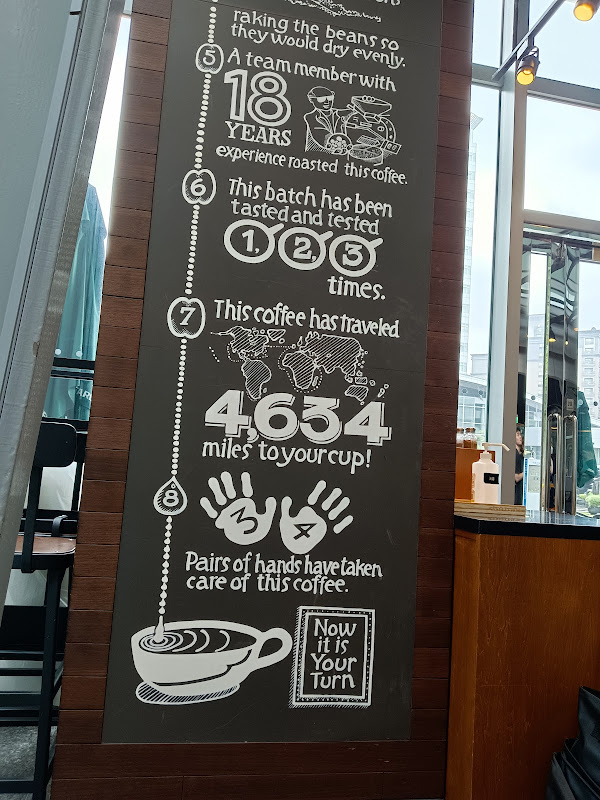 raking the beans so
they would dry evenly.
5
A team member with
18
YEARS
experience roasted this coffee.
6
This batch has been
tasted and tested
1, 2, 3
times.
7
This coffee has traveled
4,634
miles to your cup!
8
3 4
Pairs of hands have taken
care of this coffee.
Now
it is
Your
Turn